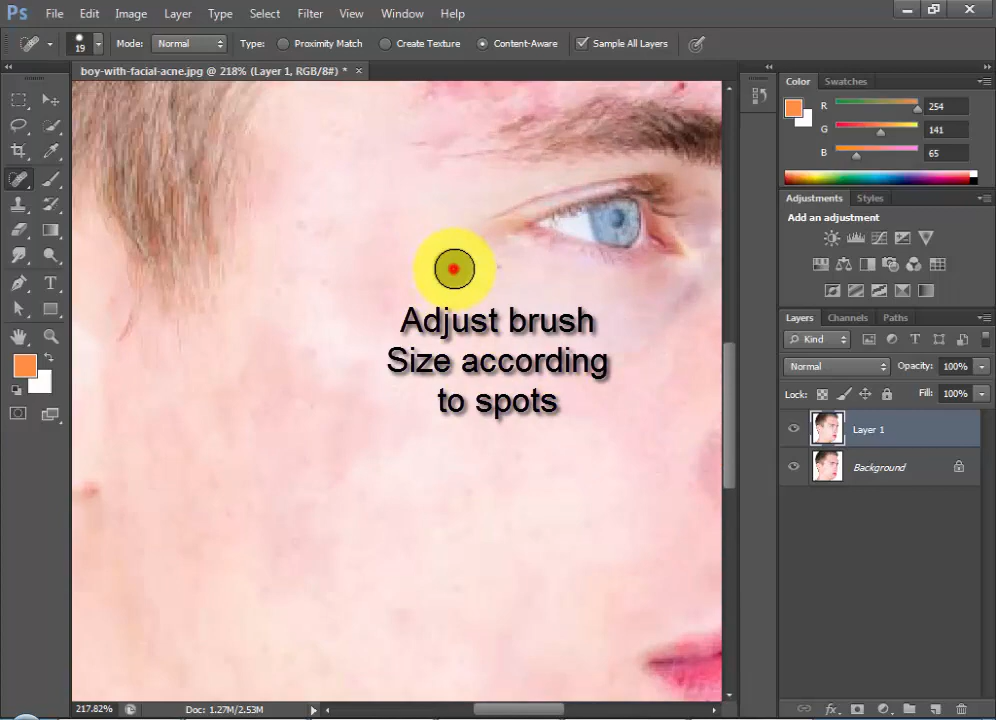 Ps File Edit Image Layer Type Select Filter View Window Help
19 Mode: Normal Type: Proximity Match Create Texture Content-Aware Sample All Layers
boy-with-facial-acne.jpg @ 218% (Layer 1, RGB/8#) * ×
Color Swatches
R 254
G 141
B 65
Adjustments Styles
Add an adjustment
Adjust brush
Size according
to spots
Layers Channels Paths
Kind
Normal Opacity: 100%
Lock: Fill: 100%
Layer 1
Background
217.82% Doc: 1.27M/2.53M
fx